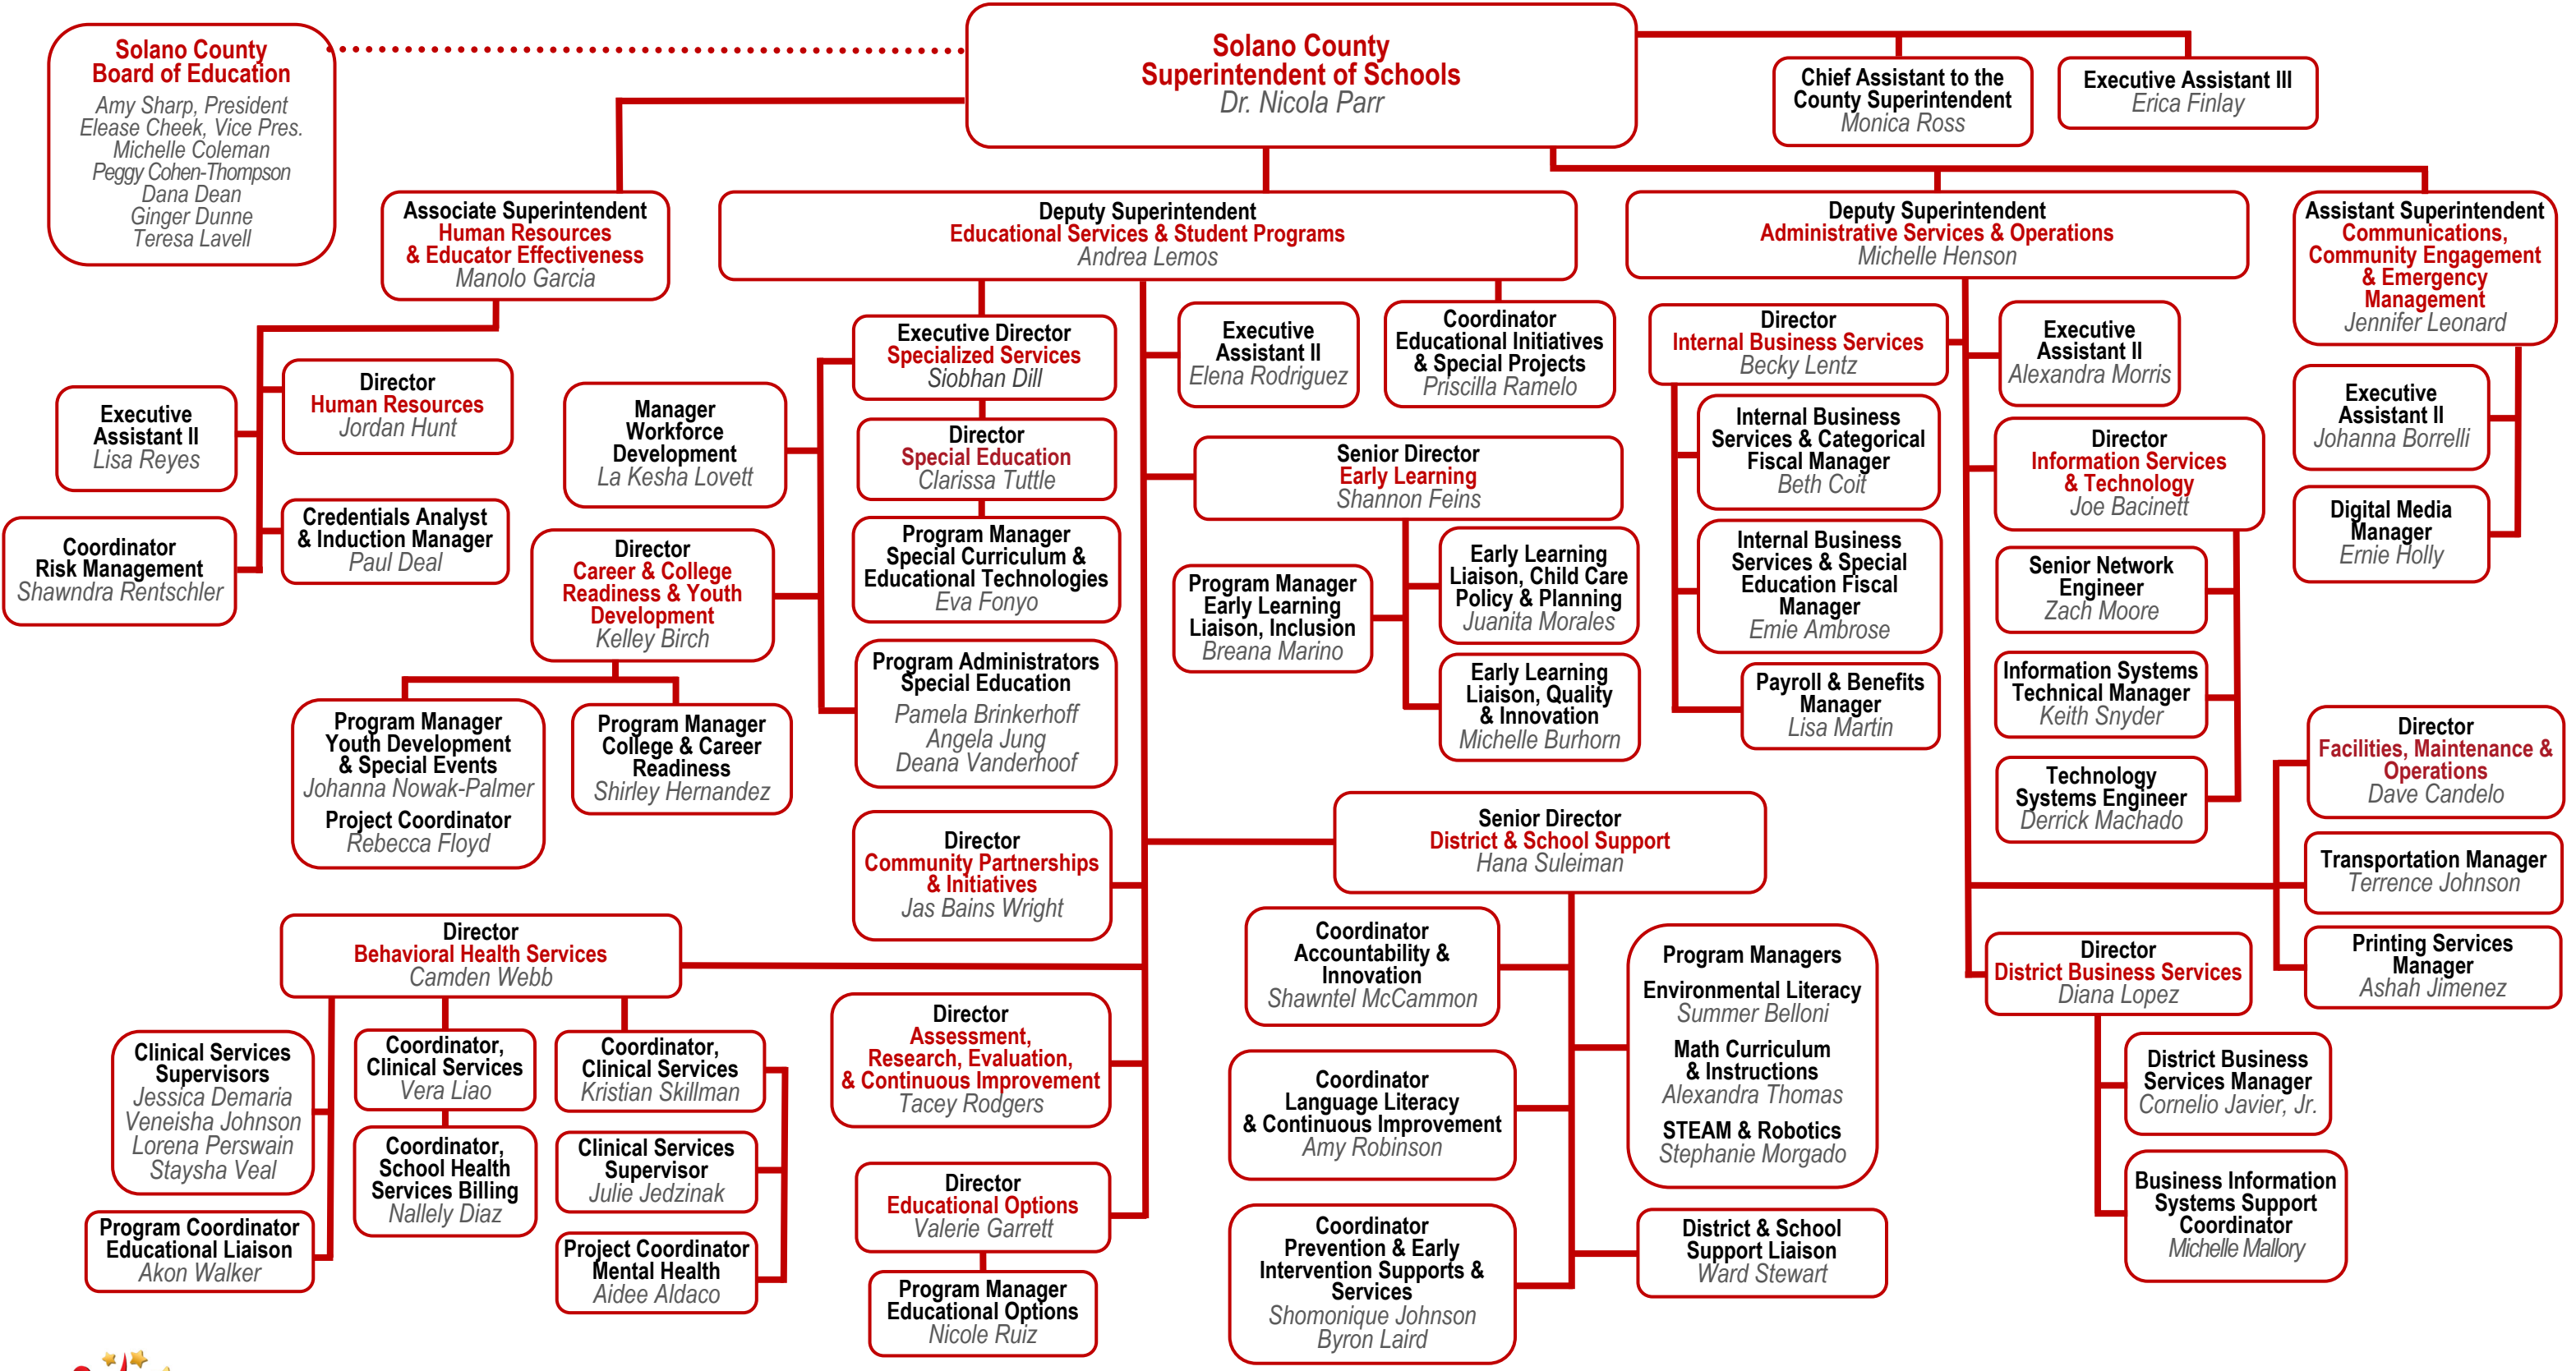 Solano County
Board of Education
Amy Sharp, President
Elease Cheek, Vice Pres.
Michelle Coleman
Peggy Cohen-Thompson
Dana Dean
Ginger Dunne
Teresa Lavell
Solano County
Superintendent of Schools
Dr. Nicola Parr
Chief Assistant to the
County Superintendent
Monica Ross
Executive Assistant III
Erica Finlay
Associate Superintendent
Human Resources
& Educator Effectiveness
Manolo Garcia
Deputy Superintendent
Educational Services & Student Programs
Andrea Lemos
Deputy Superintendent
Administrative Services & Operations
Michelle Henson
Assistant Superintendent
Communications,
Community Engagement
& Emergency
Management
Jennifer Leonard
Executive
Assistant II
Lisa Reyes
Director
Human Resources
Jordan Hunt
Coordinator
Risk Management
Shawndra Rentschler
Credentials Analyst
& Induction Manager
Paul Deal
Executive Director
Specialized Services
Siobhan Dill
Executive
Assistant II
Elena Rodriguez
Coordinator
Educational Initiatives
& Special Projects
Priscilla Ramelo
Manager
Workforce
Development
La Kesha Lovett
Director
Special Education
Clarissa Tuttle
Program Manager
Special Curriculum &
Educational Technologies
Eva Fonyo
Director
Career & College
Readiness & Youth
Development
Kelley Birch
Program Administrators
Special Education
Pamela Brinkerhoff
Angela Jung
Deana Vanderhoof
Program Manager
Youth Development
& Special Events
Johanna Nowak-Palmer
Project Coordinator
Rebecca Floyd
Program Manager
College & Career
Readiness
Shirley Hernandez
Senior Director
Early Learning
Shannon Feins
Program Manager
Early Learning
Liaison, Inclusion
Breana Marino
Early Learning
Liaison, Child Care
Policy & Planning
Juanita Morales
Early Learning
Liaison, Quality
& Innovation
Michelle Burhorn
Director
Internal Business Services
Becky Lentz
Internal Business
Services & Categorical
Fiscal Manager
Beth Coit
Internal Business
Services & Special
Education Fiscal
Manager
Emie Ambrose
Payroll & Benefits
Manager
Lisa Martin
Executive
Assistant II
Alexandra Morris
Director
Information Services
& Technology
Joe Bacinett
Senior Network
Engineer
Zach Moore
Information Systems
Technical Manager
Keith Snyder
Technology
Systems Engineer
Derrick Machado
Executive
Assistant II
Johanna Borrelli
Digital Media
Manager
Ernie Holly
Director
Facilities, Maintenance &
Operations
Dave Candelo
Transportation Manager
Terrence Johnson
Printing Services
Manager
Ashah Jimenez
Director
District Business Services
Diana Lopez
District Business
Services Manager
Cornelio Javier, Jr.
Business Information
Systems Support
Coordinator
Michelle Mallory
Director
Community Partnerships
& Initiatives
Jas Bains Wright
Senior Director
District & School Support
Hana Suleiman
Director
Behavioral Health Services
Camden Webb
Clinical Services
Supervisors
Jessica Demaria
Veneisha Johnson
Lorena Perswain
Staysha Veal
Program Coordinator
Educational Liaison
Akon Walker
Coordinator,
Clinical Services
Vera Liao
Coordinator,
School Health
Services Billing
Nallely Diaz
Coordinator,
Clinical Services
Kristian Skillman
Clinical Services
Supervisor
Julie Jedzinak
Project Coordinator
Mental Health
Aidee Aldaco
Director
Assessment,
Research, Evaluation,
& Continuous Improvement
Tacey Rodgers
Director
Educational Options
Valerie Garrett
Program Manager
Educational Options
Nicole Ruiz
Coordinator
Accountability &
Innovation
Shawntel McCammon
Coordinator
Language Literacy
& Continuous Improvement
Amy Robinson
Coordinator
Prevention & Early
Intervention Supports &
Services
Shomonique Johnson
Byron Laird
Program Managers
Environmental Literacy
Summer Belloni
Math Curriculum
& Instructions
Alexandra Thomas
STEAM & Robotics
Stephanie Morgado
District & School
Support Liaison
Ward Stewart